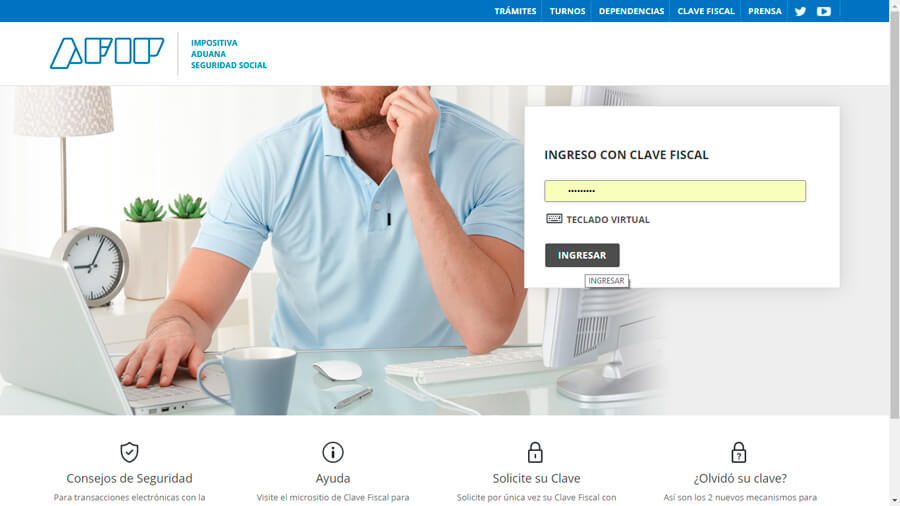 TRÁMITES TURNOS DEPENDENCIAS CLAVE FISCAL PRENSA
AFIP
IMPOSITIVA
ADUANA
SEGURIDAD SOCIAL
INGRESO CON CLAVE FISCAL
•••••••••
TECLADO VIRTUAL
INGRESAR
INGRESAR
Consejos de Seguridad
Para transacciones electrónicas con la
Ayuda
Visite el micrositio de Clave Fiscal para
Solicite su Clave
Solicite por única vez su Clave Fiscal con
¿Olvidó su clave?
Así son los 2 nuevos mecanismos para